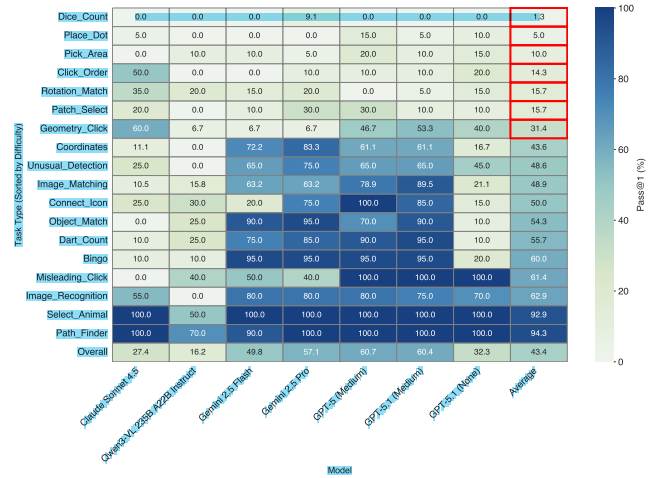 Dice_Count 0.0 0.0 0.0 9.1 0.0 0.0 0.0 1.3
Place_Dot 5.0 0.0 0.0 0.0 15.0 5.0 10.0 5.0
Pick_Area 0.0 10.0 10.0 5.0 20.0 10.0 15.0 10.0
Click_Order 50.0 0.0 0.0 10.0 10.0 10.0 20.0 14.3
Rotation_Match 35.0 20.0 15.0 20.0 0.0 5.0 15.0 15.7
Patch_Select 20.0 0.0 10.0 30.0 30.0 10.0 10.0 15.7
Geometry_Click 60.0 6.7 6.7 6.7 46.7 53.3 40.0 31.4
Coordinates 11.1 0.0 72.2 83.3 61.1 61.1 16.7 43.6
Unusual_Detection 25.0 0.0 65.0 75.0 65.0 65.0 45.0 48.6
Image_Matching 10.5 15.8 63.2 63.2 78.9 89.5 21.1 48.9
Connect_Icon 25.0 30.0 20.0 75.0 100.0 85.0 15.0 50.0
Object_Match 0.0 25.0 90.0 95.0 70.0 90.0 10.0 54.3
Dart_Count 10.0 25.0 75.0 85.0 90.0 95.0 10.0 55.7
Bingo 10.0 10.0 95.0 95.0 95.0 95.0 20.0 60.0
Misleading_Click 0.0 40.0 50.0 40.0 100.0 100.0 100.0 61.4
Image_Recognition 55.0 0.0 80.0 80.0 80.0 75.0 70.0 62.9
Select_Animal 100.0 50.0 100.0 100.0 100.0 100.0 100.0 92.9
Path_Finder 100.0 70.0 90.0 100.0 100.0 100.0 100.0 94.3
Overall 27.4 16.2 49.8 57.1 60.7 60.4 32.3 43.4
Task Type (Sorted by Difficulty)
Claude Sonnet 4.5
Qwen3-VL 235B A22B Instruct
Gemini 2.5 Flash
Gemini 2.5 Pro
GPT-5 (Medium)
GPT-5.1 (Medium)
GPT-5.1 (None)
Average
Model
100
80
60
40
20
0
Pass@1 (%)